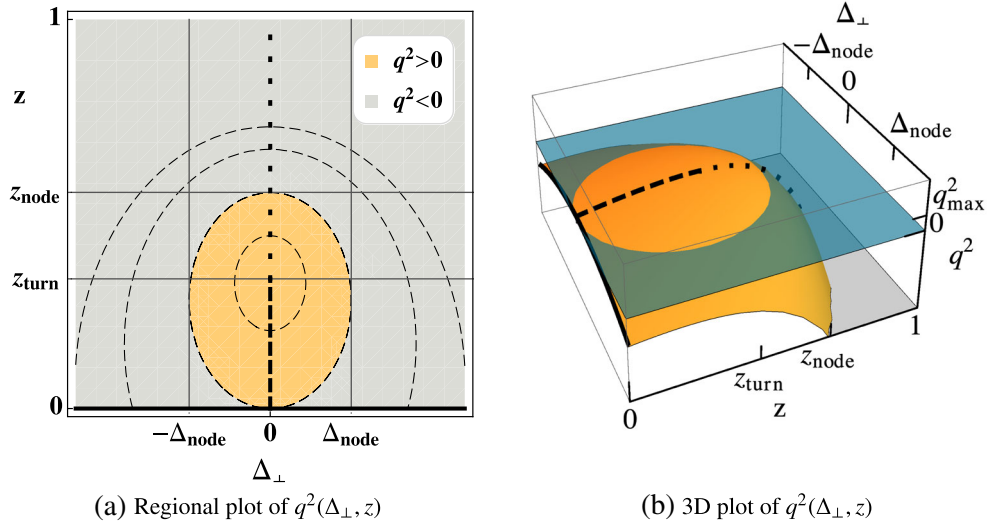 1
z
q²>0
q²<0
z_node
z_turn
0
−Δ_node 0 Δ_node
Δ_⊥
(a) Regional plot of q²(Δ_⊥, z)
Δ_⊥
−Δ_node
0
Δ_node
q²_max
0
q²
1
z_node
z_turn
z
0
(b) 3D plot of q²(Δ_⊥, z)